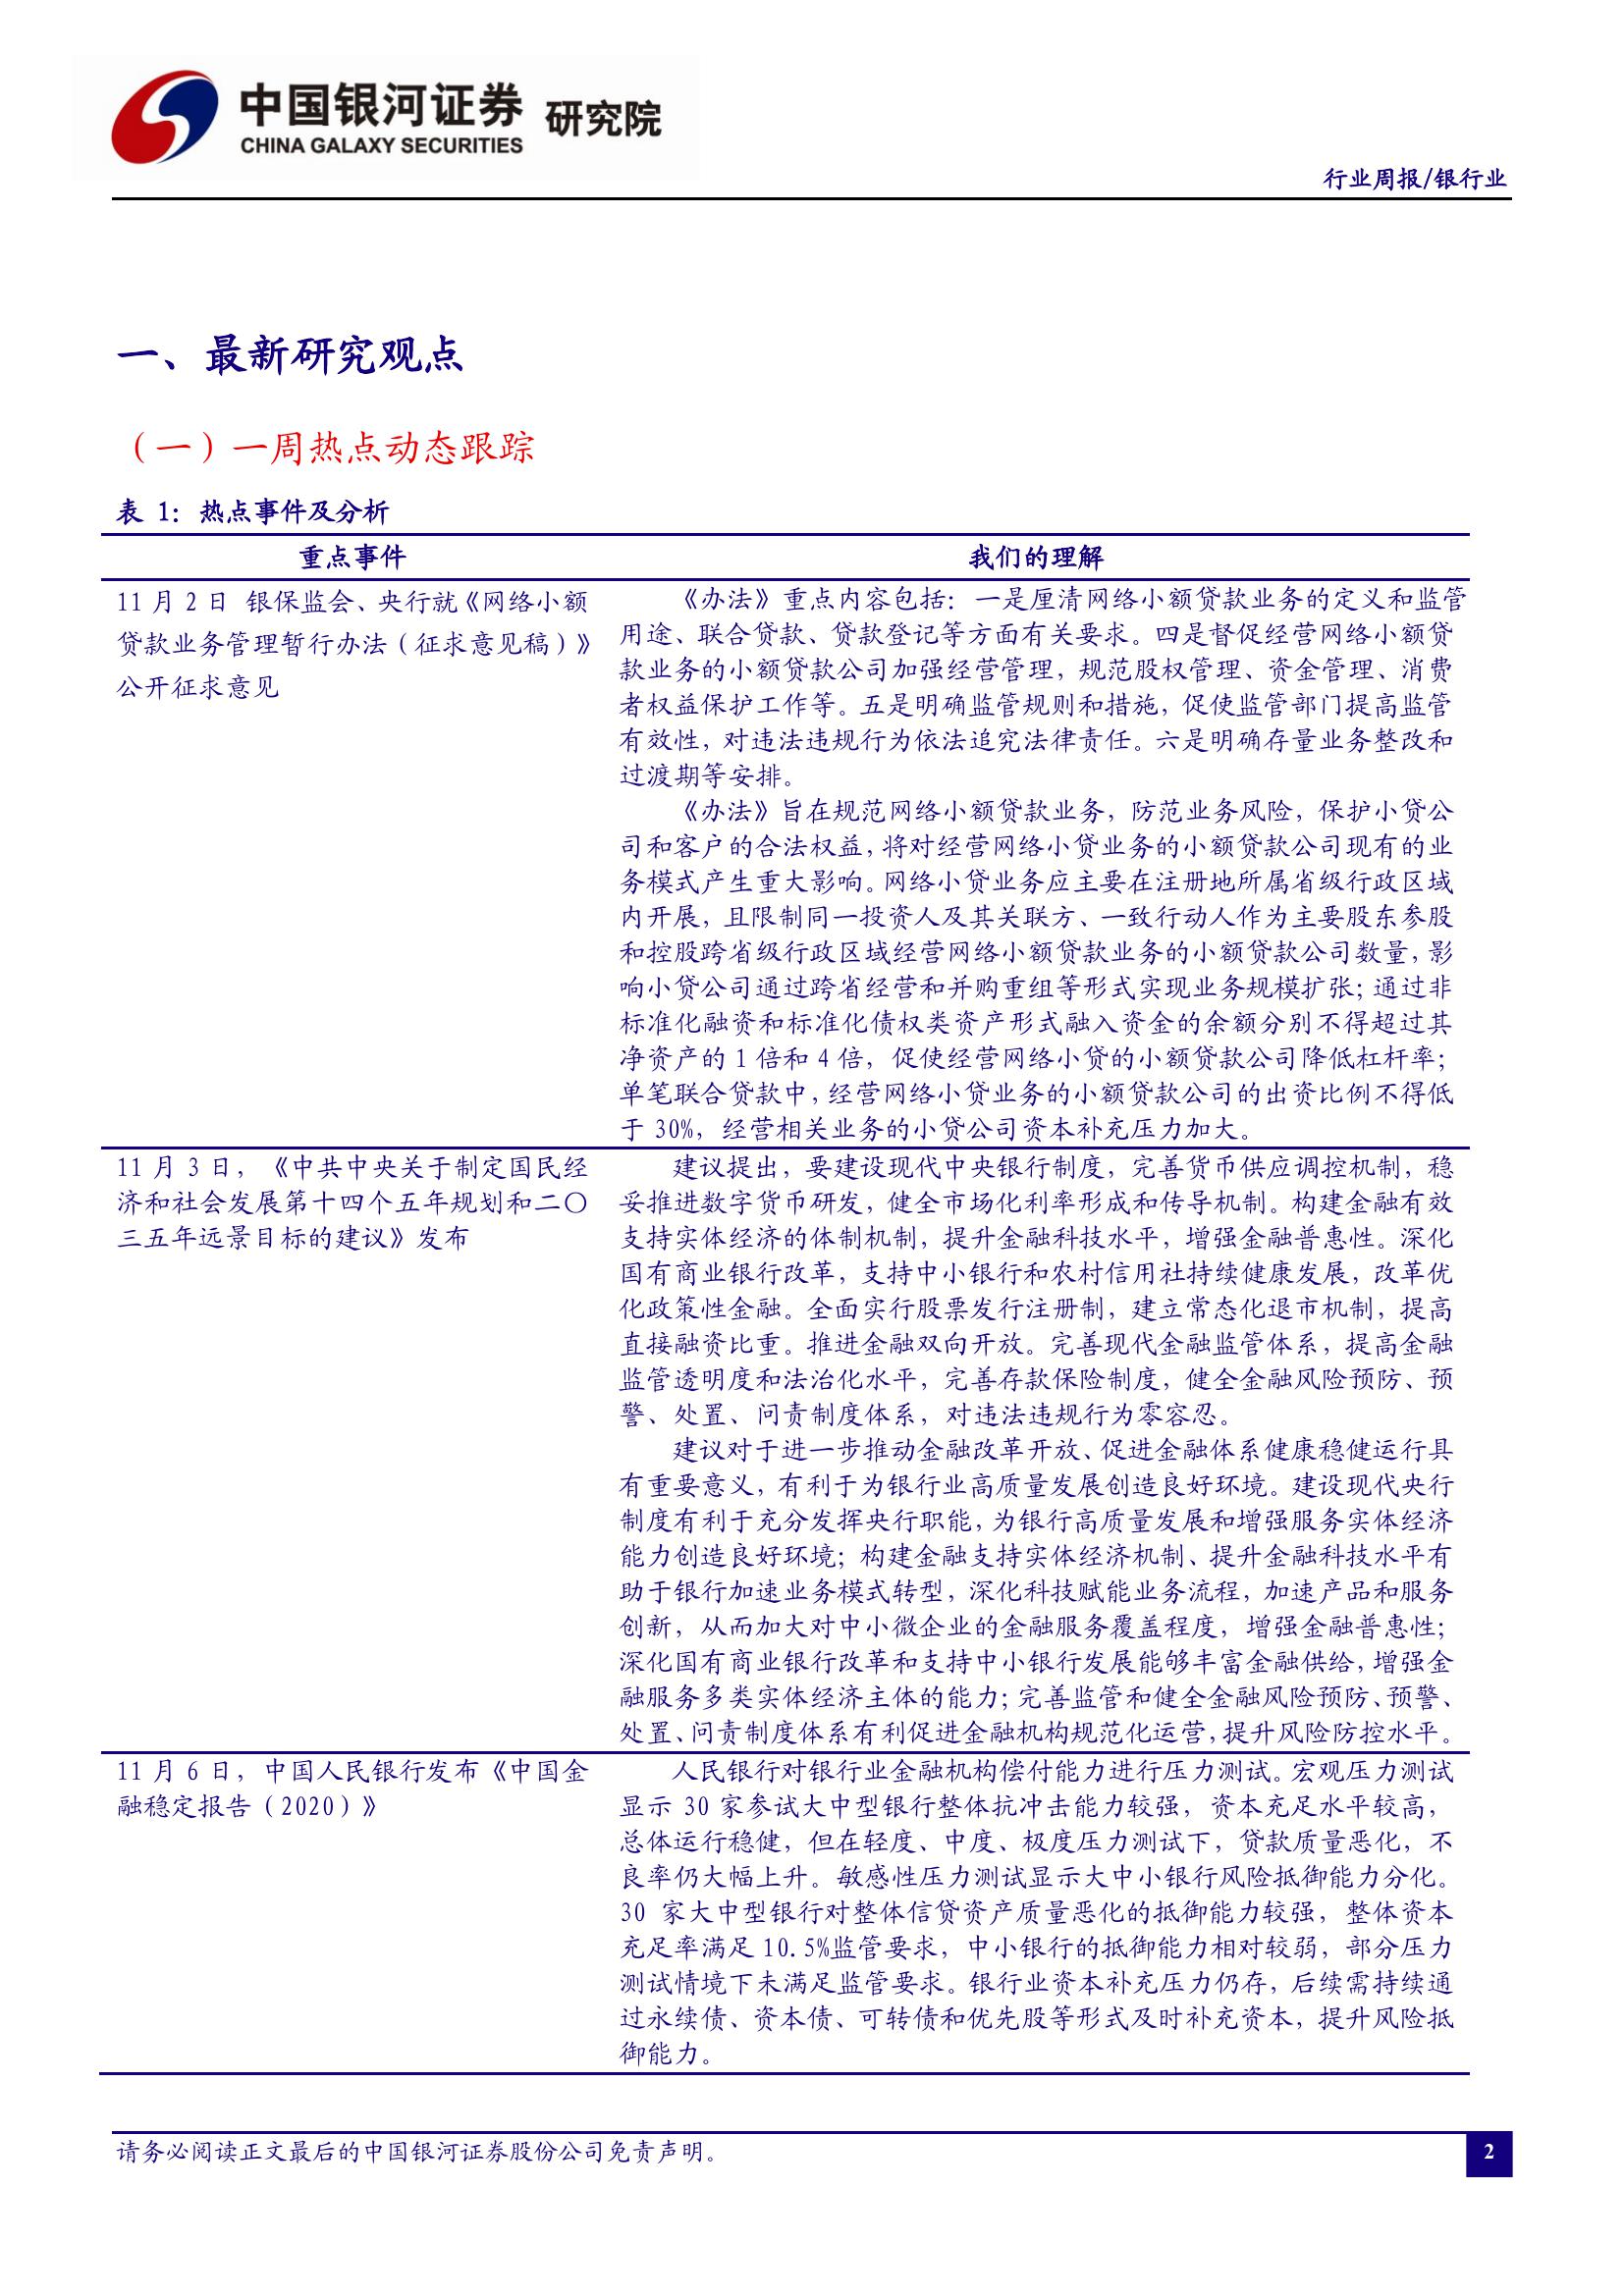 中国银河证券 研究院
CHINA GALAXY SECURITIES
行业周报/银行业
一、最新研究观点
（一）一周热点动态跟踪
表 1：热点事件及分析
重点事件
我们的理解
11 月 2 日 银保监会、央行就《网络小额
贷款业务管理暂行办法（征求意见稿）》
公开征求意见
《办法》重点内容包括：一是厘清网络小额贷款业务的定义和监管
用途、联合贷款、贷款登记等方面有关要求。四是督促经营网络小额贷
款业务的小额贷款公司加强经营管理，规范股权管理、资金管理、消费
者权益保护工作等。五是明确监管规则和措施，促使监管部门提高监管
有效性，对违法违规行为依法追究法律责任。六是明确存量业务整改和
过渡期等安排。
《办法》旨在规范网络小额贷款业务，防范业务风险，保护小贷公
司和客户的合法权益，将对经营网络小贷业务的小额贷款公司现有的业
务模式产生重大影响。网络小贷业务应主要在注册地所属省级行政区域
内开展，且限制同一投资人及其关联方、一致行动人作为主要股东参股
和控股跨省级行政区域经营网络小额贷款业务的小额贷款公司数量，影
响小贷公司通过跨省经营和并购重组等形式实现业务规模扩张；通过非
标准化融资和标准化债权类资产形式融入资金的余额分别不得超过其
净资产的 1 倍和 4 倍，促使经营网络小贷的小额贷款公司降低杠杆率；
单笔联合贷款中，经营网络小贷业务的小额贷款公司的出资比例不得低
于 30%，经营相关业务的小贷公司资本补充压力加大。
11 月 3 日，《中共中央关于制定国民经
济和社会发展第十四个五年规划和二〇
三五年远景目标的建议》发布
建议提出，要建设现代中央银行制度，完善货币供应调控机制，稳
妥推进数字货币研发，健全市场化利率形成和传导机制。构建金融有效
支持实体经济的体制机制，提升金融科技水平，增强金融普惠性。深化
国有商业银行改革，支持中小银行和农村信用社持续健康发展，改革优
化政策性金融。全面实行股票发行注册制，建立常态化退市机制，提高
直接融资比重。推进金融双向开放。完善现代金融监管体系，提高金融
监管透明度和法治化水平，完善存款保险制度，健全金融风险预防、预
警、处置、问责制度体系，对违法违规行为零容忍。
建议对于进一步推动金融改革开放、促进金融体系健康稳健运行具
有重要意义，有利于为银行业高质量发展创造良好环境。建设现代央行
制度有利于充分发挥央行职能，为银行高质量发展和增强服务实体经济
能力创造良好环境；构建金融支持实体经济机制、提升金融科技水平有
助于银行加速业务模式转型，深化科技赋能业务流程，加速产品和服务
创新，从而加大对中小微企业的金融服务覆盖程度，增强金融普惠性；
深化国有商业银行改革和支持中小银行发展能够丰富金融供给，增强金
融服务多类实体经济主体的能力；完善监管和健全金融风险预防、预警、
处置、问责制度体系有利促进金融机构规范化运营，提升风险防控水平。
11 月 6 日，中国人民银行发布《中国金
融稳定报告（2020）》
人民银行对银行业金融机构偿付能力进行压力测试。宏观压力测试
显示 30 家参试大中型银行整体抗冲击能力较强，资本充足水平较高，
总体运行稳健，但在轻度、中度、极度压力测试下，贷款质量恶化，不
良率仍大幅上升。敏感性压力测试显示大中小银行风险抵御能力分化。
30 家大中型银行对整体信贷资产质量恶化的抵御能力较强，整体资本
充足率满足 10.5%监管要求，中小银行的抵御能力相对较弱，部分压力
测试情境下未满足监管要求。银行业资本补充压力仍存，后续需持续通
过永续债、资本债、可转债和优先股等形式及时补充资本，提升风险抵
御能力。
请务必阅读正文最后的中国银河证券股份公司免责声明。
2